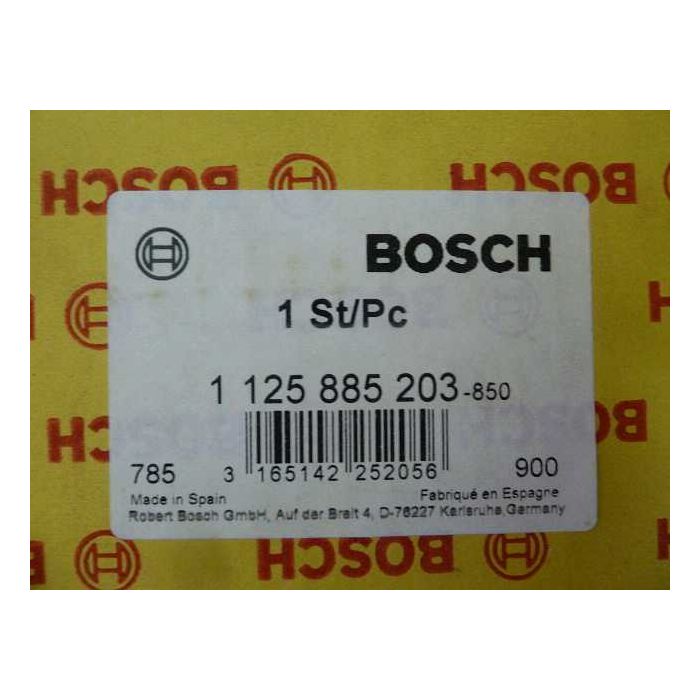 BOSCH
BOSCH
BOSCH
1 St/Pc
1 125 885 203-850
785 3 165142 252056 900
Made in Spain Fabriqué en Espagne
Robert Bosch GmbH, Auf der Breit 4, D-76227 Karlsruhe, Germany
BOSCH
BOSCH